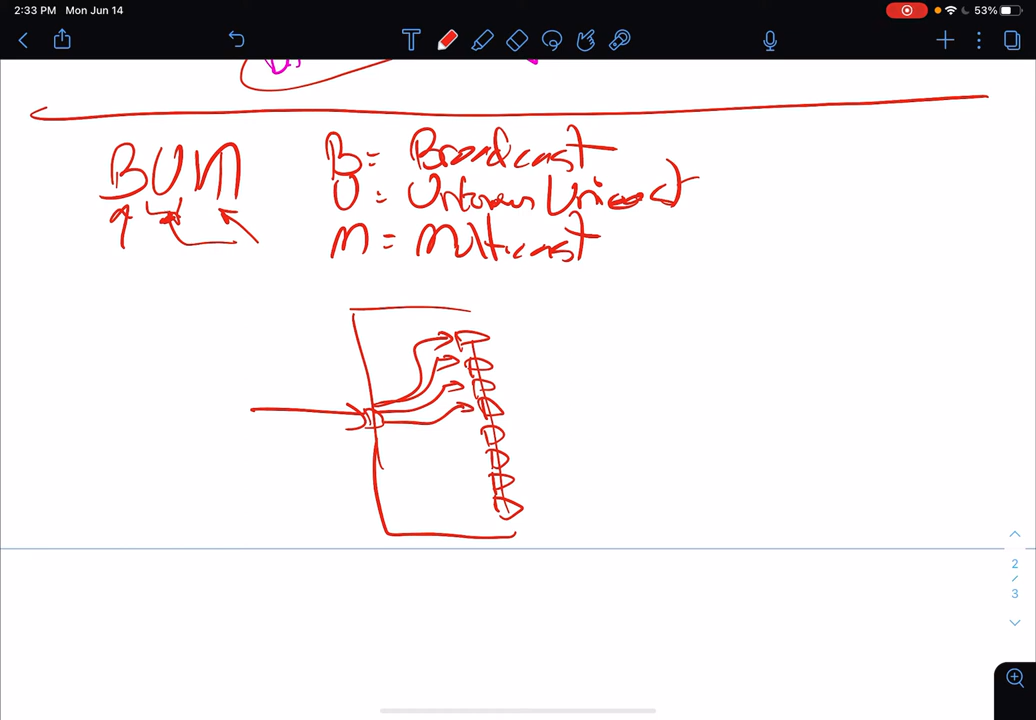 2:33 PM Mon Jun 14
53%
T
BUM
B = Broadcast
U = Unknown Unicast
M = Multicast
2
/
3